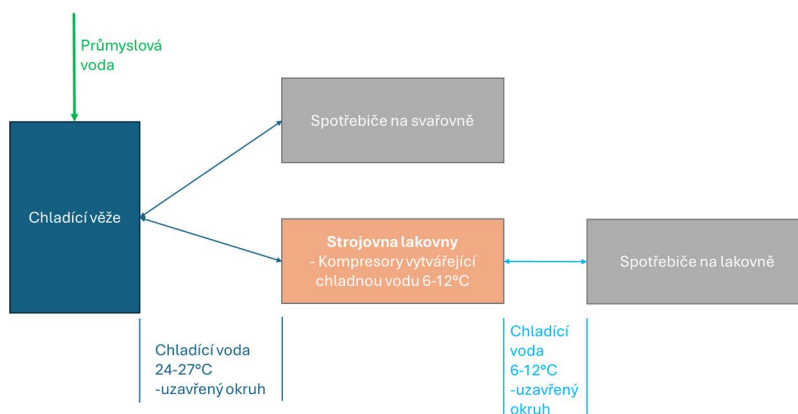 Průmyslová
voda
Spotřebiče na svařovně
Chladící věže
Strojovna lakovny
- Kompresory vytvářející
chladnou vodu 6-12°C
Spotřebiče na lakovně
Chladící voda
24-27°C
-uzavřený okruh
Chladící
voda
6-12°C
-uzavřený
okruh